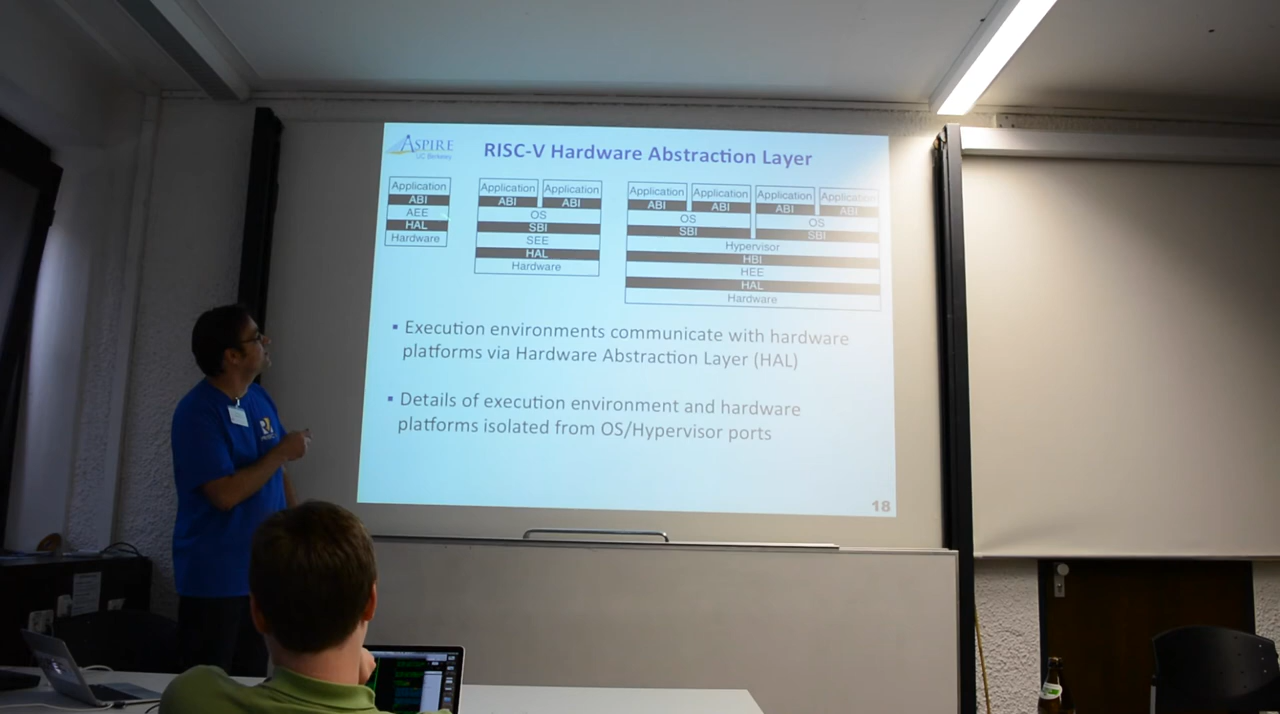 ASPIRE
UC Berkeley
RISC-V Hardware Abstraction Layer
Application
ABI
AEE
HAL
Hardware
Application Application
ABI ABI
OS
SBI
SEE
HAL
Hardware
Application Application Application Application
ABI ABI ABI ABI
OS OS
SBI SBI
Hypervisor
HBI
HEE
HAL
Hardware
▪ Execution environments communicate with hardware
platforms via Hardware Abstraction Layer (HAL)
▪ Details of execution environment and hardware
platforms isolated from OS/Hypervisor ports
18